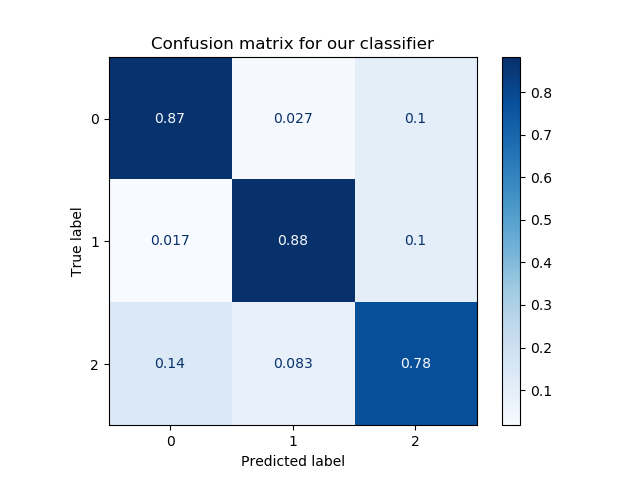 Confusion matrix for our classifier
0 0.87 0.027 0.1
1 0.017 0.88 0.1
2 0.14 0.083 0.78
0 1 2
True label
Predicted label
0.8
0.7
0.6
0.5
0.4
0.3
0.2
0.1